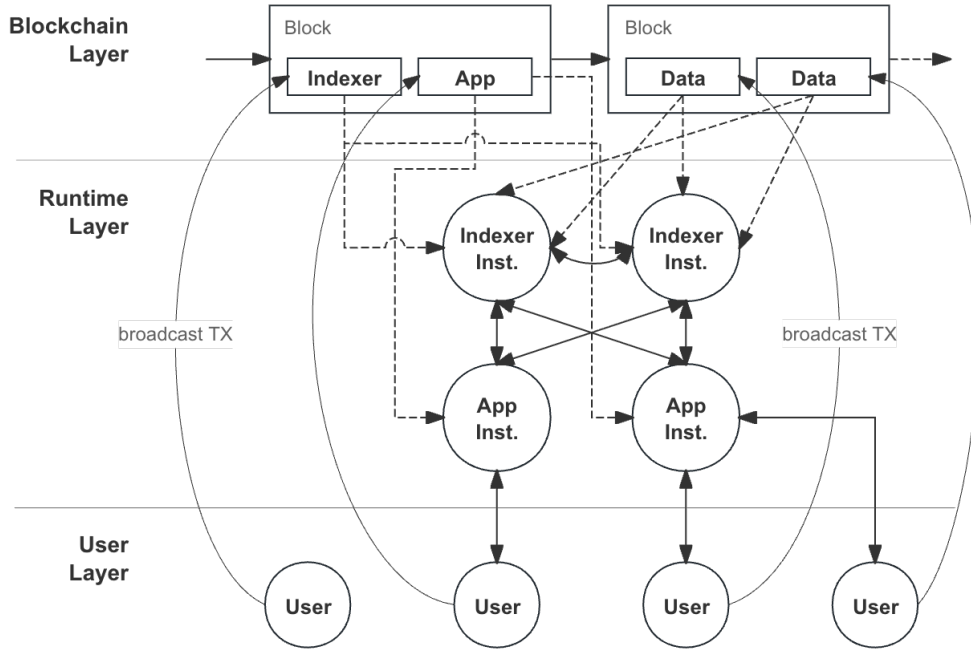 Blockchain
Layer
Block
Block
Indexer
App
Data
Data
Runtime
Layer
Indexer
Inst.
Indexer
Inst.
broadcast TX
broadcast TX
App
Inst.
App
Inst.
User
Layer
User
User
User
User